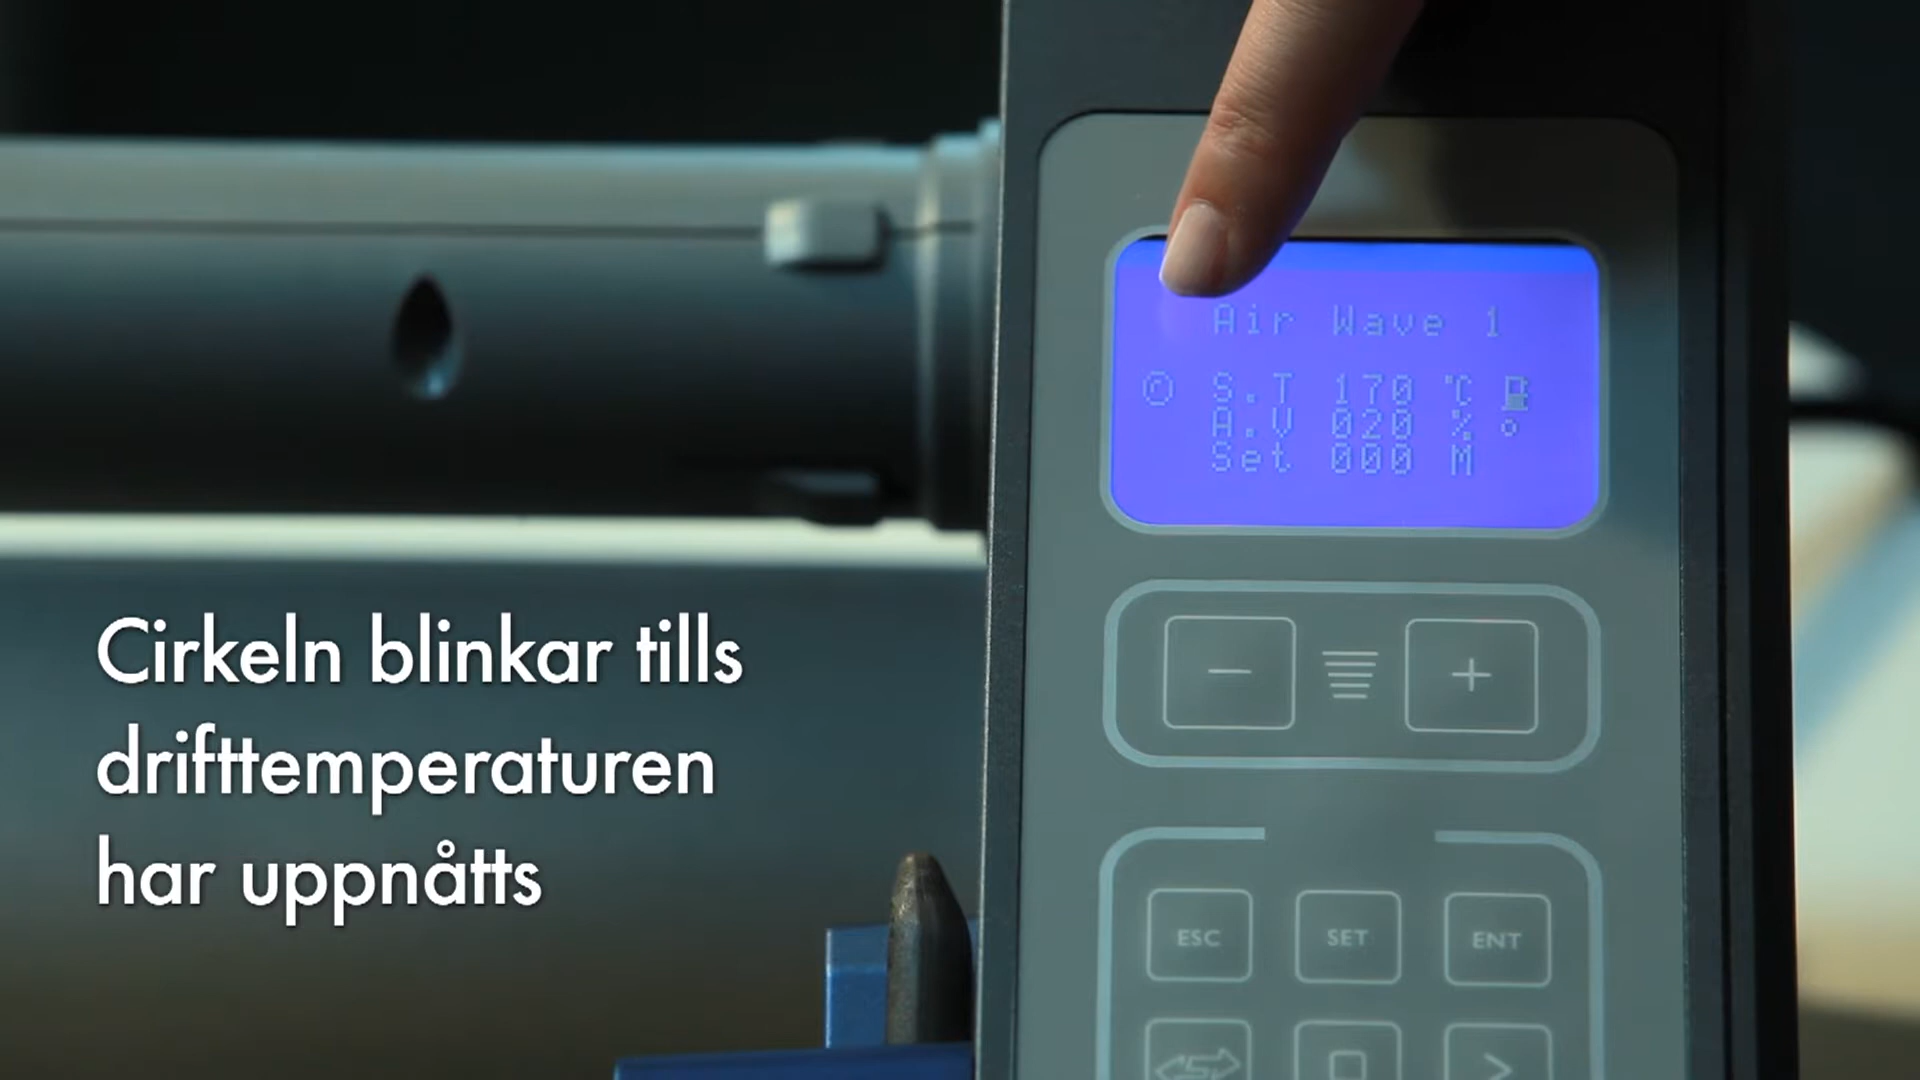 Air Wave 1
© S.T 170 °C
A.V 020 % °
Set 000 M
− +
Cirkeln blinkar tills
drifttemperaturen
har uppnåtts
ESC SET ENT